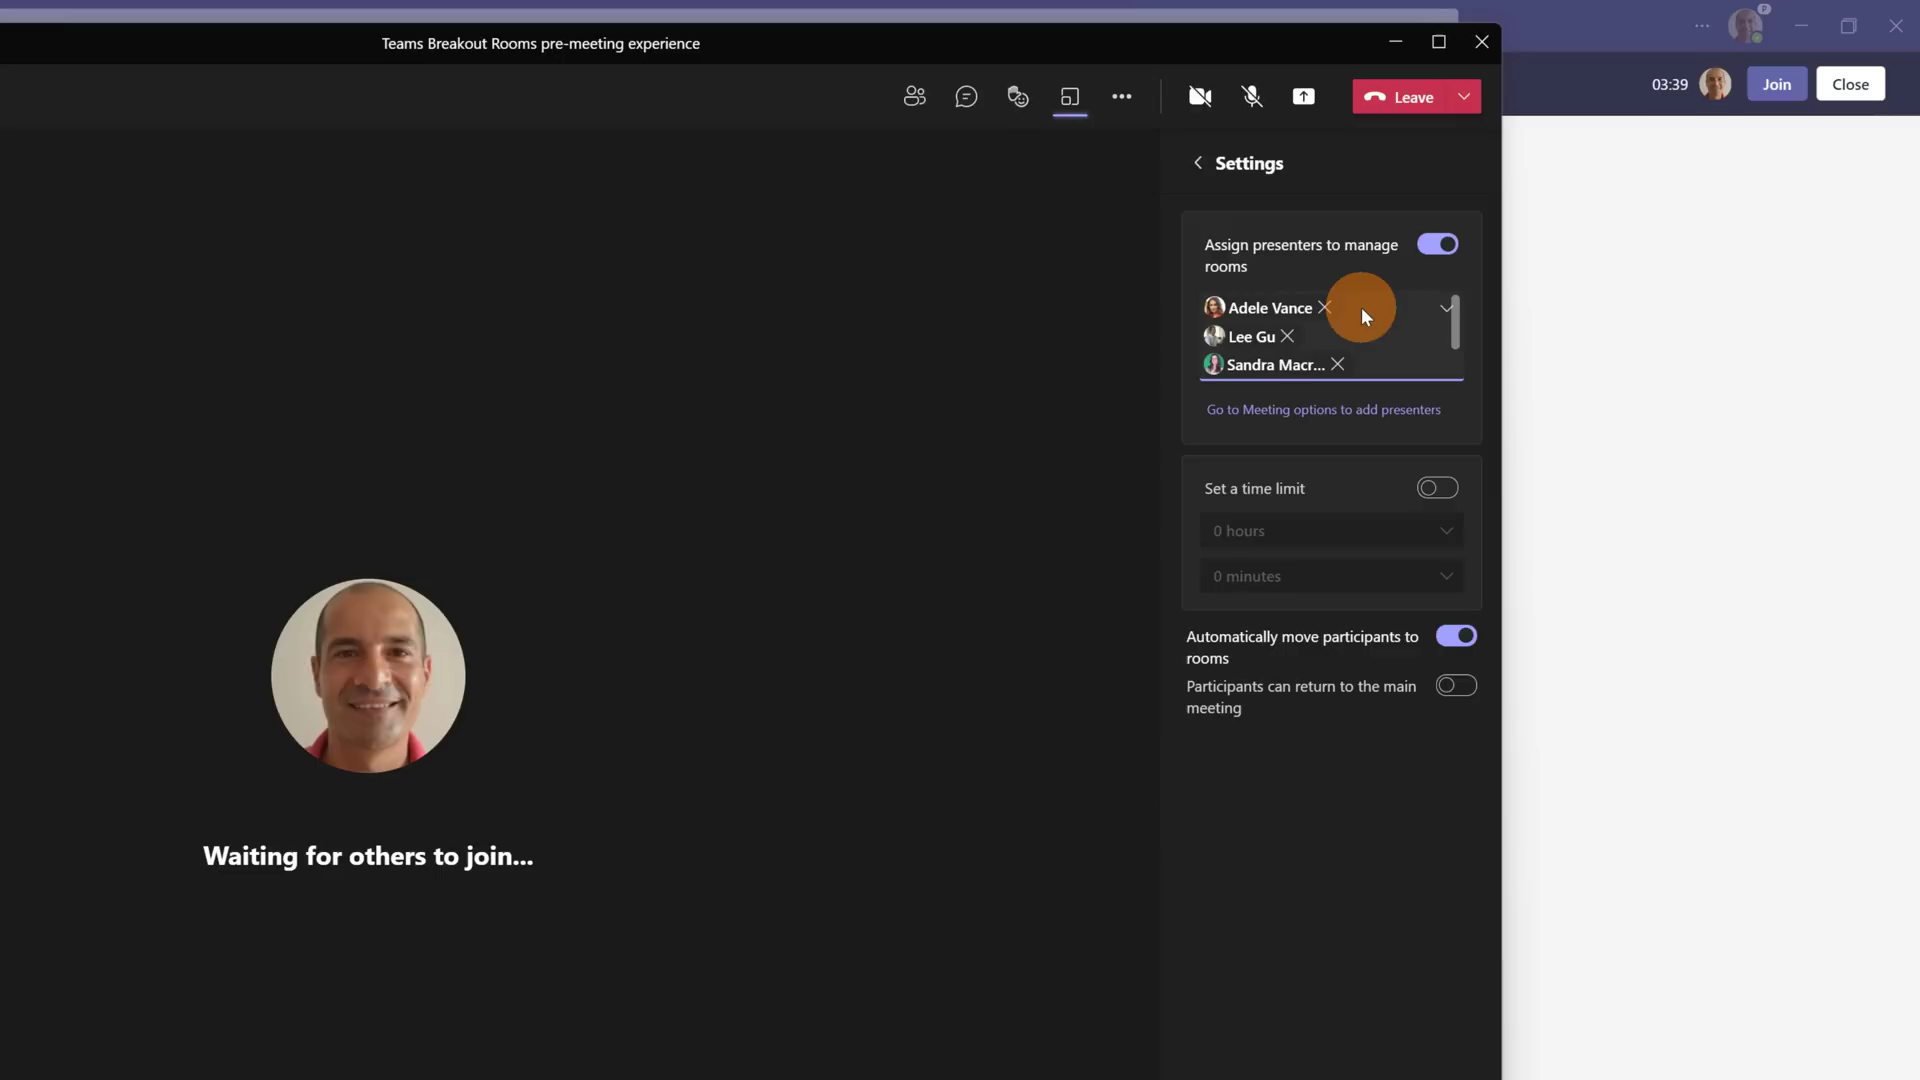 P
Teams Breakout Rooms pre-meeting experience
Leave
03:39
Join
Close
Settings
Assign presenters to manage
rooms
Adele Vance
Lee Gu
Sandra Macr...
Go to Meeting options to add presenters
Set a time limit
0 hours
0 minutes
Automatically move participants to
rooms
Participants can return to the main
meeting
Waiting for others to join...